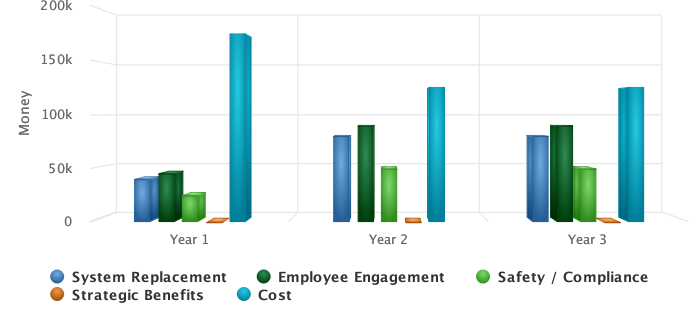 200k
150k
100k
50k
0
Money
Year 1 Year 2 Year 3
System Replacement Employee Engagement Safety / Compliance
Strategic Benefits Cost